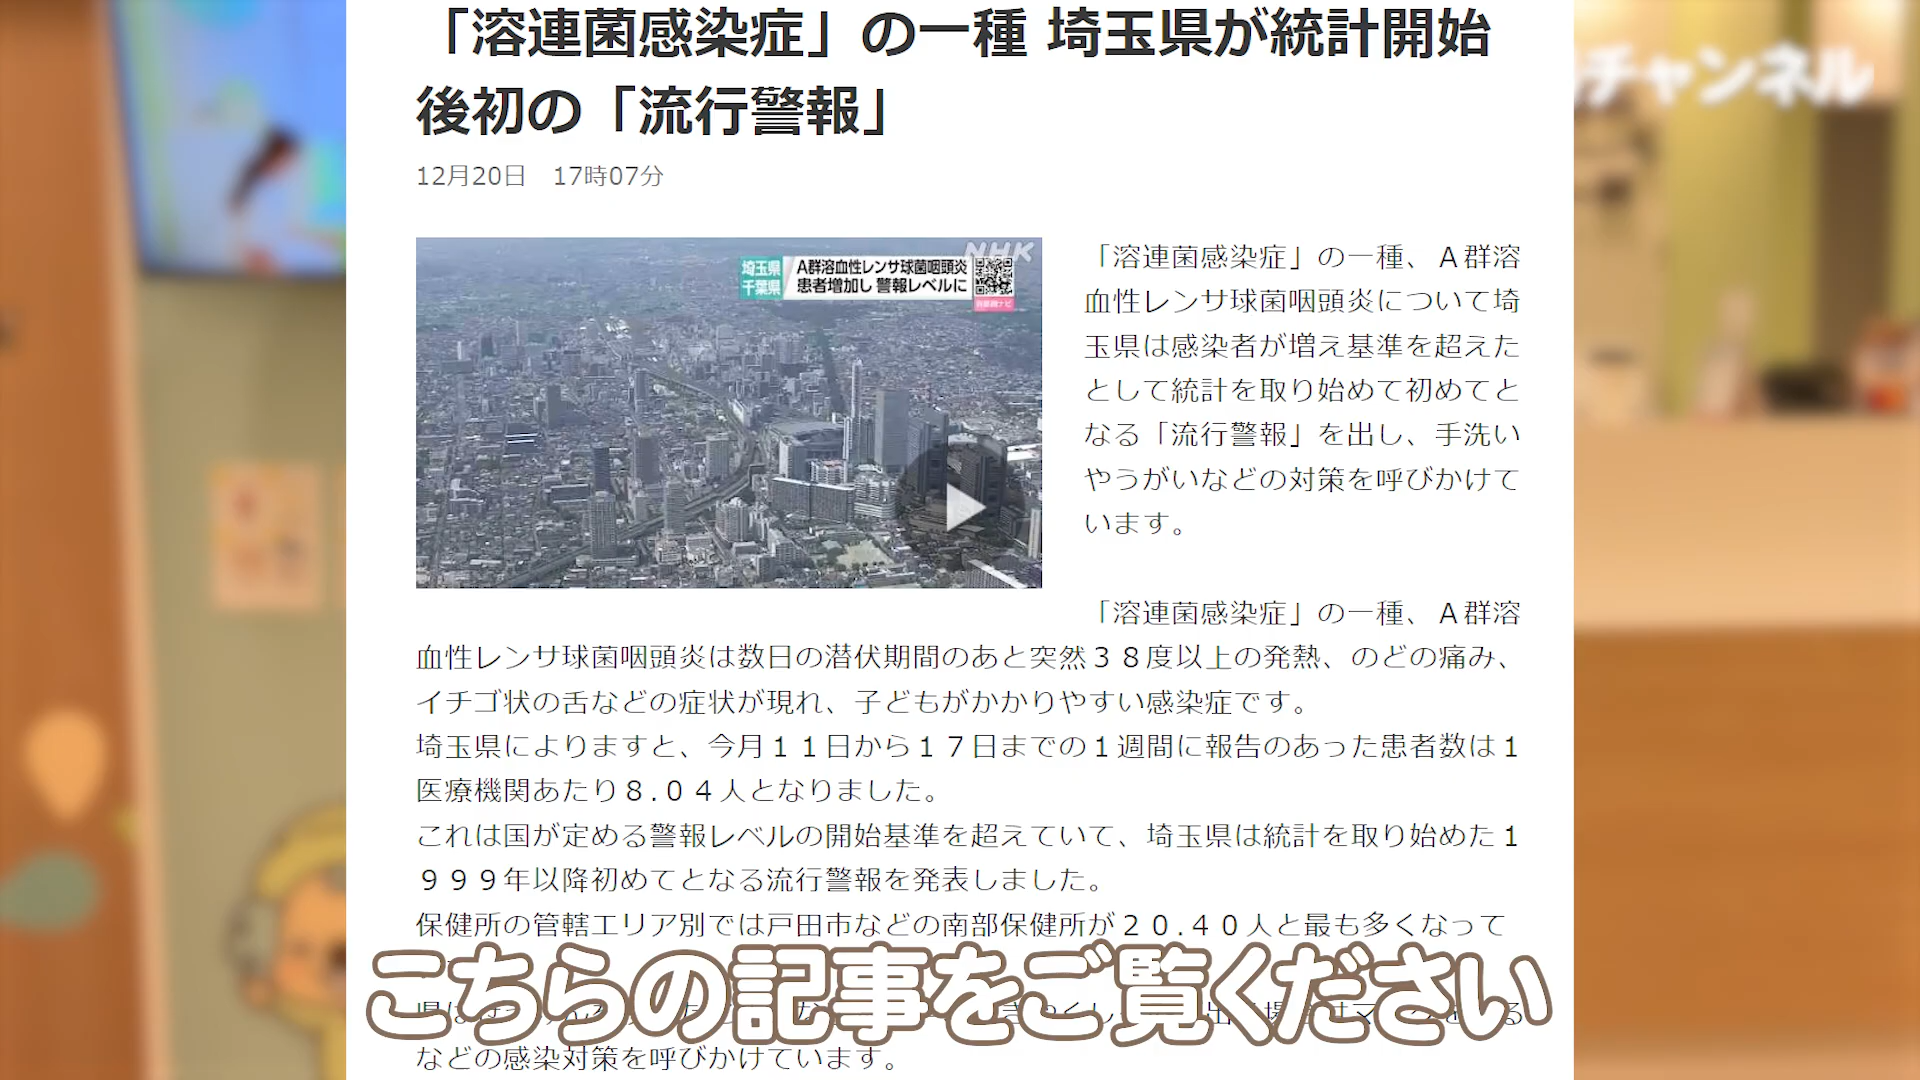 「溶連菌感染症」の一種 埼玉県が統計開始
後初の「流行警報」
チャンネル
12月20日　17時07分
NHK
埼玉県
千葉県
A群溶血性レンサ球菌咽頭炎
患者増加し 警報レベルに
「溶連菌感染症」の一種、Ａ群溶
血性レンサ球菌咽頭炎について埼
玉県は感染者が増え基準を超えた
として統計を取り始めて初めてと
なる「流行警報」を出し、手洗い
やうがいなどの対策を呼びかけて
います。
「溶連菌感染症」の一種、Ａ群溶
血性レンサ球菌咽頭炎は数日の潜伏期間のあと突然３８度以上の発熱、のどの痛み、
イチゴ状の舌などの症状が現れ、子どもがかかりやすい感染症です。
埼玉県によりますと、今月１１日から１７日までの１週間に報告のあった患者数は１
医療機関あたり８.０４人となりました。
これは国が定める警報レベルの開始基準を超えていて、埼玉県は統計を取り始めた１
９９９年以降初めてとなる流行警報を発表しました。
保健所の管轄エリア別では戸田市などの南部保健所が２０.４０人と最も多くなって
こちらの記事をご覧ください
などの感染対策を呼びかけています。